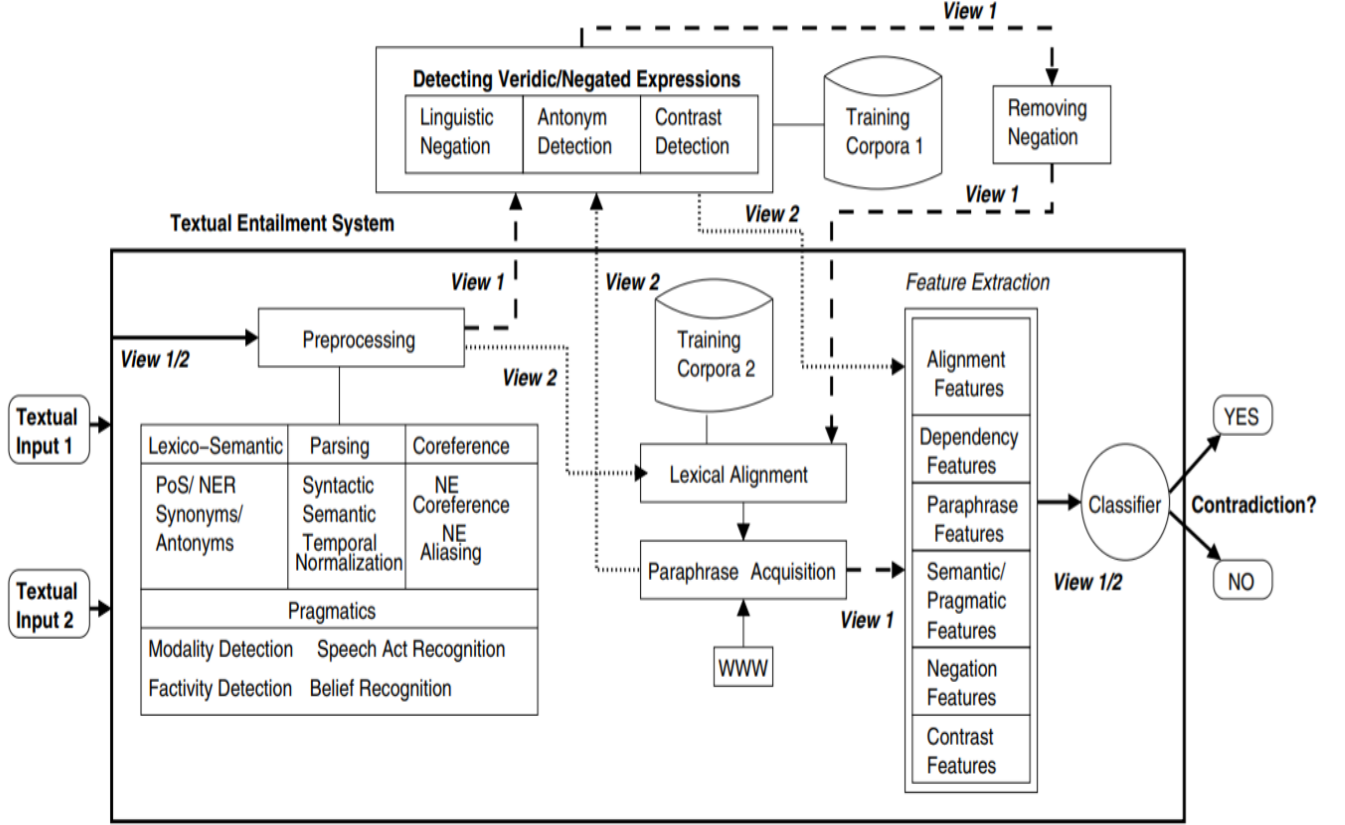 View 1
Detecting Veridic/Negated Expressions
Linguistic
Negation
Antonym
Detection
Contrast
Detection
Training
Corpora 1
Removing
Negation
View 1
View 2
Textual Entailment System
View 1
View 2
Feature Extraction
Preprocessing
View 1/2
View 2
Training
Corpora 2
Textual
Input 1
Textual
Input 2
Lexico–Semantic
Parsing
Coreference
PoS/ NER
Synonyms/
Antonyms
Syntactic
Semantic
Temporal
Normalization
NE
Coreference
NE
Aliasing
Pragmatics
Modality Detection
Speech Act Recognition
Factivity Detection
Belief Recognition
Lexical Alignment
Paraphrase Acquisition
View 1
WWW
Alignment
Features
Dependency
Features
Paraphrase
Features
Semantic/
Pragmatic
Features
Negation
Features
Contrast
Features
Classifier
View 1/2
YES
Contradiction?
NO